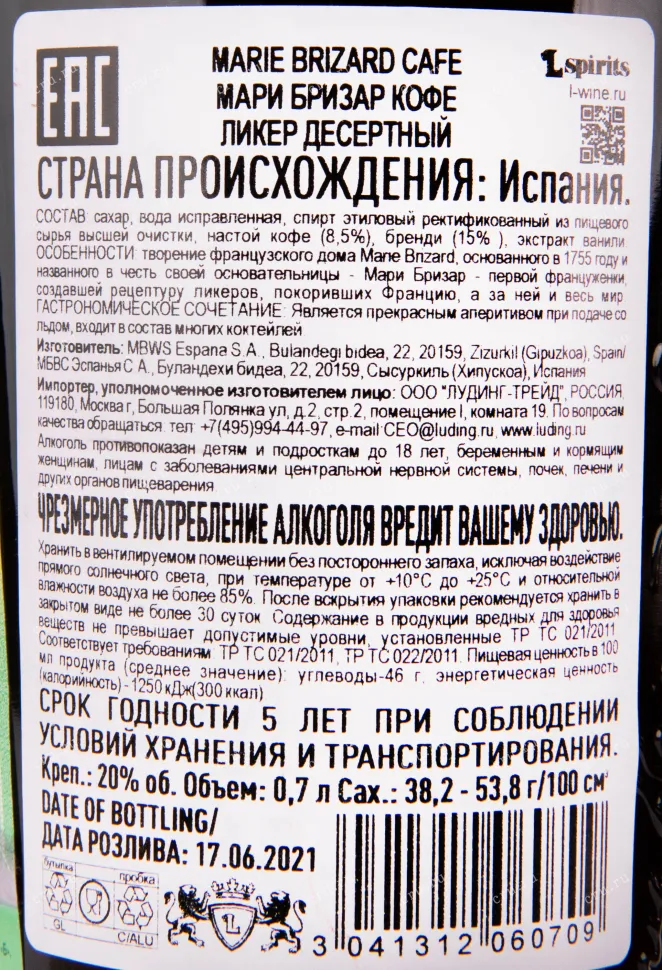 EAC
MARIE BRIZARD CAFE
МАРИ БРИЗАР КОФЕ
ЛИКЕР ДЕСЕРТНЫЙ
L spirits
l-wine.ru
СТРАНА ПРОИСХОЖДЕНИЯ: Испания.
СОСТАВ сахар, вода исправленная, спирт этиловый ректификованный из пищевого
сырья высшей очистки, настой кофе (8,5%), бренди (15% ), экстракт ванили.
ОСОБЕННОСТИ: творение французского дома Marie Brizard, основанного в 1755 году и
названного в честь своей основательницы - Мари Бризар - первой француженки,
создавшей рецептуру ликеров, покоривших Францию, а за ней и весь мир
ГАСТРОНОМИЧЕСКОЕ СОЧЕТАНИЕ: Является прекрасным аперитивом при подаче со
льдом, входит в состав многих коктейлей
Изготовитель: MBWS Espana S.A., Bulandegi bidea, 22, 20159, Zizurkil (Gipuzkoa), Spain/
МБВС Эспанья С.А., Буландехи бидеа, 22, 20159, Сысуркиль (Хипускоа), Испания
Импортер, уполномоченное изготовителем лицо: ООО "ЛУДИНГ-ТРЕЙД", РОССИЯ,
119180, Москва г, Большая Полянка ул, д.2, стр.2, помещение I, комната 19. По вопросам
качества обращаться: тел. +7(495)994-44-97, e-mail CEO@luding.ru, www.luding.ru
Алкоголь противопоказан детям и подросткам до 18 лет, беременным и кормящим
женщинам, лицам с заболеваниями центральной нервной системы, почек, печени и
других органов пищеварения
ЧРЕЗМЕРНОЕ УПОТРЕБЛЕНИЕ АЛКОГОЛЯ ВРЕДИТ ВАШЕМУ ЗДОРОВЬЮ.
Хранить в вентилируемом помещении без постороннего запаха, исключая воздействие
прямого солнечного света, при температуре от +10°С до +25°С и относительной
влажности воздуха не более 85%. После вскрытия упаковки рекомендуется хранить в
закрытом виде не более 30 суток. Содержание в продукции вредных для здоровья
веществ не превышает допустимые уровни, установленные ТР ТС 021/2011
Соответствует требованиям ТР ТС 021/2011, ТР ТС 022/2011. Пищевая ценность в 100
мл продукта (среднее значение): углеводы-46 г, энергетическая ценность
(калорийность) - 1250 кДж(300 ккал)
СРОК ГОДНОСТИ 5 ЛЕТ ПРИ СОБЛЮДЕНИИ
УСЛОВИЙ ХРАНЕНИЯ И ТРАНСПОРТИРОВАНИЯ.
Креп.: 20% об. Объем: 0,7 л Сах.: 38,2 - 53,8 г/100 см³
DATE OF BOTTLING/
ДАТА РОЗЛИВА: 17.06.2021
бутылка
пробка
GL
C/ALU
L
3 041312 060709